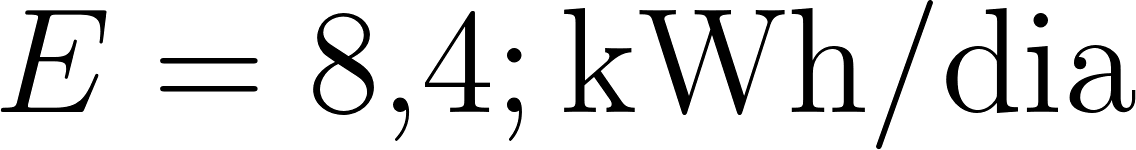 E = 8,4; kWh/dia